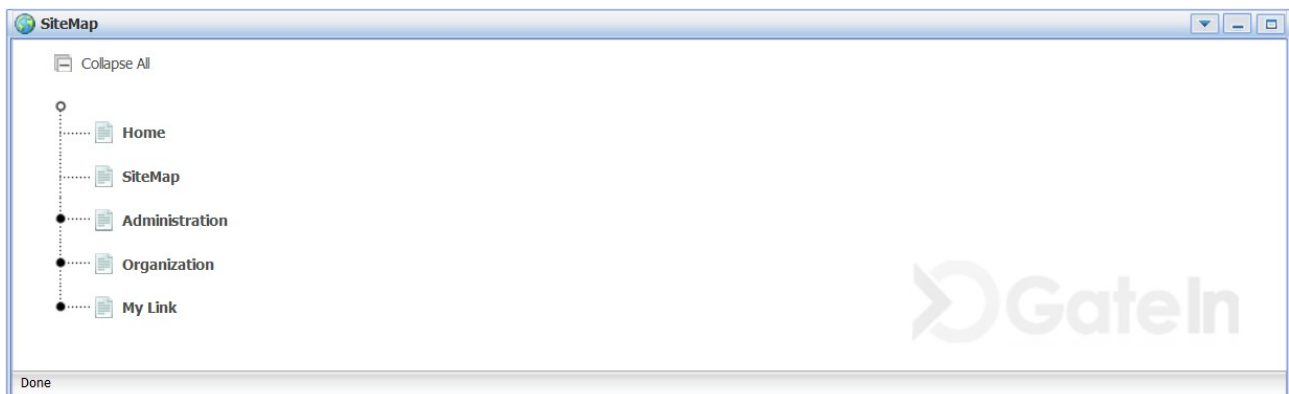 SiteMap
Collapse All
Home
SiteMap
Administration
Organization
My Link
GateIn
Done